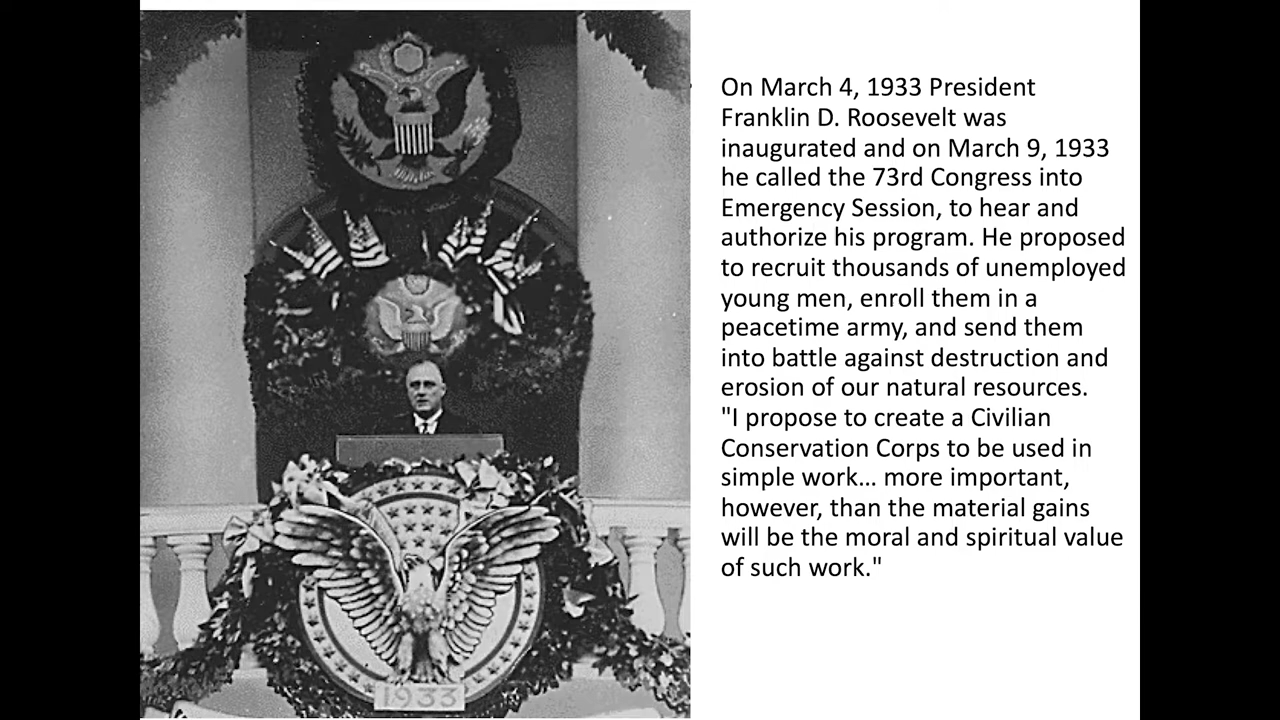 On March 4, 1933 President
Franklin D. Roosevelt was
inaugurated and on March 9, 1933
he called the 73rd Congress into
Emergency Session, to hear and
authorize his program. He proposed
to recruit thousands of unemployed
young men, enroll them in a
peacetime army, and send them
into battle against destruction and
erosion of our natural resources.
"I propose to create a Civilian
Conservation Corps to be used in
simple work… more important,
however, than the material gains
will be the moral and spiritual value
of such work."
1933